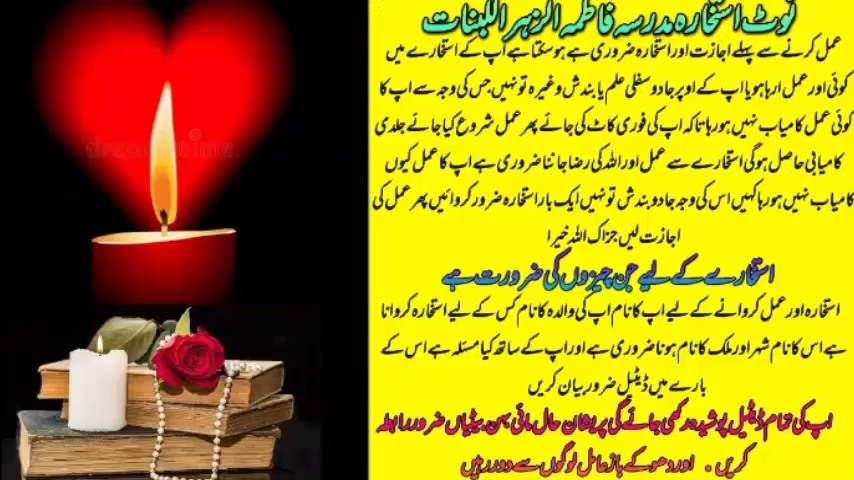 نوٹ استخارہ مدرسہ فاطمہ الزہرا للبنات
عمل کرنے سے پہلے اجازت اور استخارہ ضروری ہے ہو سکتا ہے اپ کے استخارے میں
کوئی اور عمل ارہا ہو یا اپ کے اوپر جادو سفلی علم یا بندش وغیرہ تو نہیں جس کی وجہ سے اپ کا
کوئی عمل کامیاب نہیں ہو رہا تاکہ اپ کی فوری کاٹ کی جائے پھر عمل شروع کیا جائے جلدی
کامیابی حاصل ہوگی استخارے سے عمل اور اللہ کی رضا جاننا ضروری ہے اپ کا عمل کیوں
کامیاب نہیں ہو رہا کہیں اس کی وجہ جادو بندش تو نہیں ایک بار استخارہ ضرور کروائیں پھر عمل کی
اجازت لیں جزاک اللہ خیرا
استخارے کے لیے جن چیزوں کی ضرورت ہے
استخارہ اور عمل کروانے کے لیے اپ کا نام اپ کی والدہ کا نام کس کے لیے استخارہ کروانا
ہے اس کا نام شہر اور ملک کا نام ہونا ضروری ہے اور اپ کے ساتھ کیا مسئلہ ہے اس کے
بارے میں ڈیٹیل ضرور بیان کریں
اپ کی تمام ڈیٹیل پوشیدہ رکھی جائے گی پریشان حال مائی بہن بیٹیاں ضرور رابطہ
کریں . اور دھوکے باز عامل لوگوں سے دور رہیں